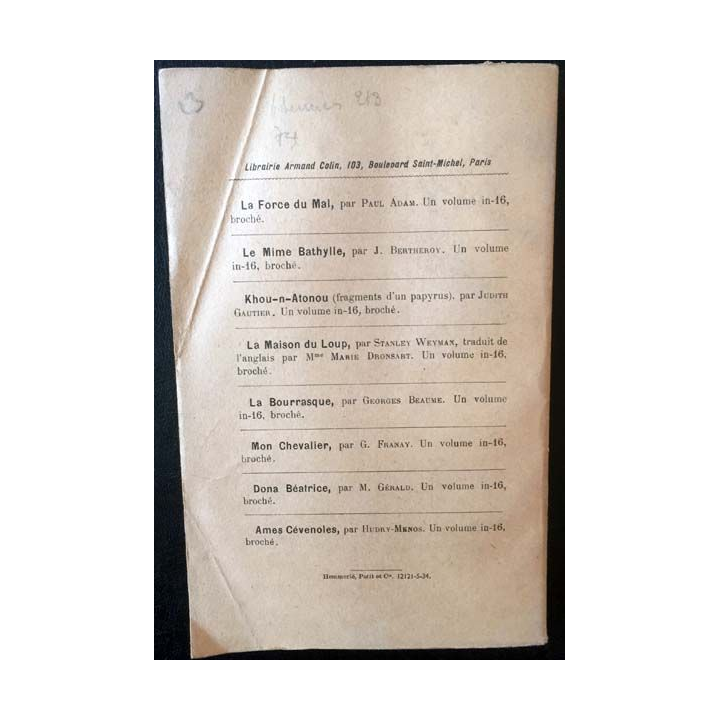 213
74
Librairie Armand Colin, 103, Boulevard Saint-Michel, Paris
La Force du Mal, par PAUL ADAM. Un volume in-16,
broché.
Le Mime Bathylle, par J. BERTHEROY. Un volume
in-16, broché.
Khou-n-Atonou (fragments d'un papyrus), par JUDITH
GAUTIER. Un volume in-16, broché.
La Maison du Loup, par STANLEY WEYMAN, traduit de
l'anglais par Mme MARIE DRONSART. Un volume in-16,
broché.
La Bourrasque, par GEORGES BEAUME. Un volume
in-16, broché.
Mon Chevalier, par G. FRANAY. Un volume in-16,
broché.
Dona Béatrice, par M. GÉRALD. Un volume in-16,
broché.
Ames Cévenoles, par HUDRY-MENOS. Un volume in-16,
broché.
Hemmerlé, Petit et Cie. 12121-5-34.